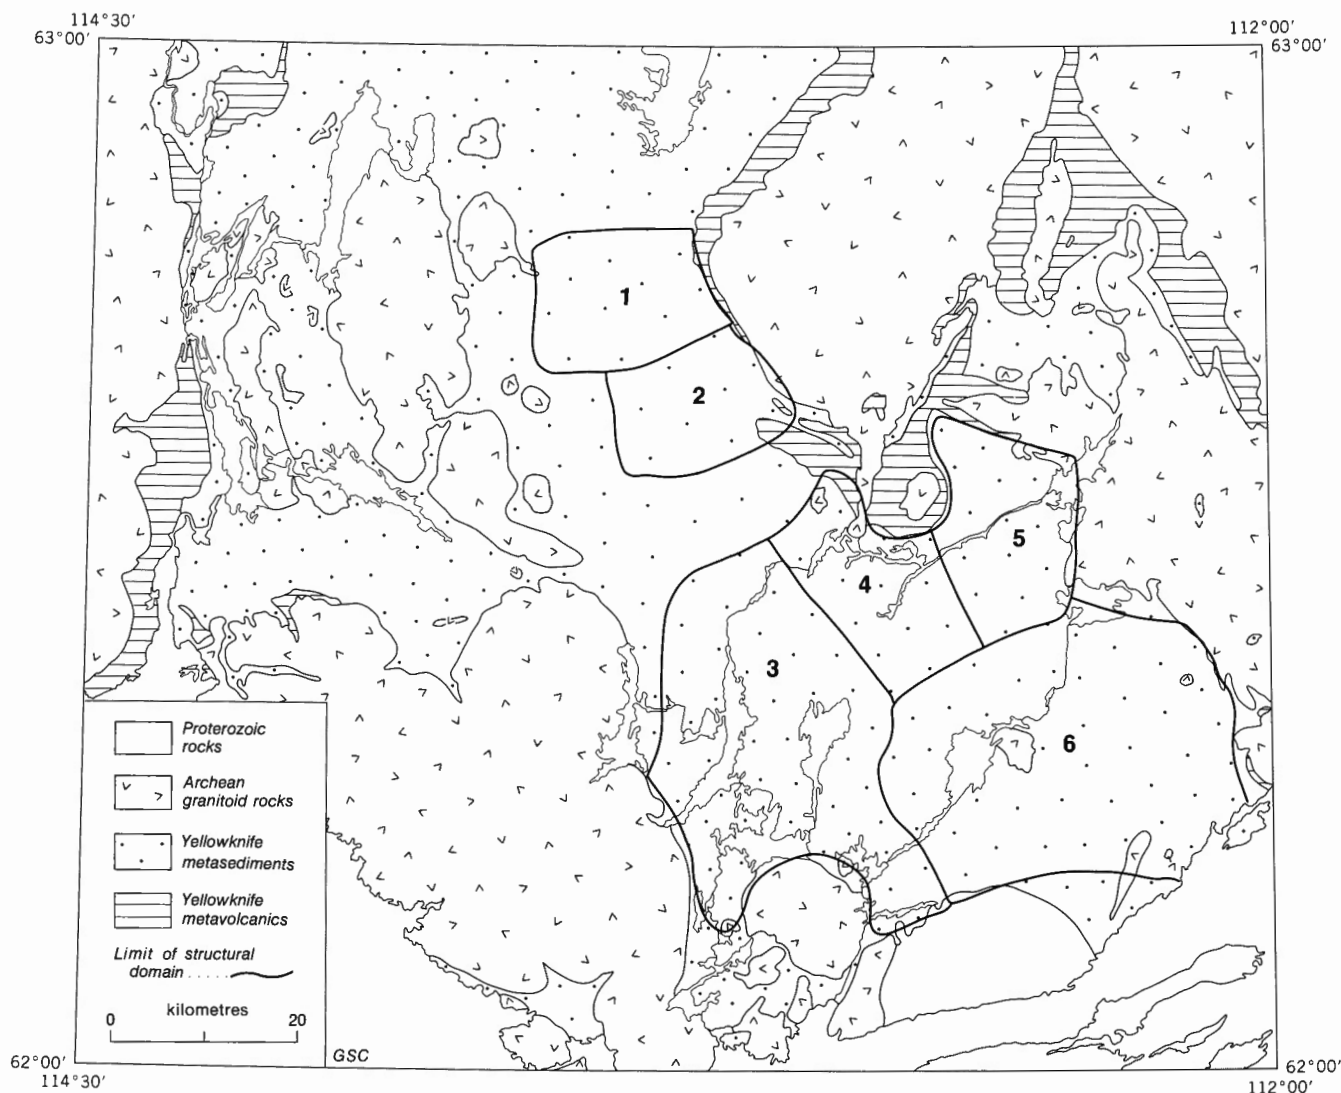 114°30′
63°00′
112°00′
63°00′
1
2
3
4
5
6
Proterozoic
rocks
Archean
granitoid rocks
Yellowknife
metasediments
Yellowknife
metavolcanics
Limit of structural
domain .....
kilometres
0 20
GSC
62°00′
114°30′
62°00′
112°00′